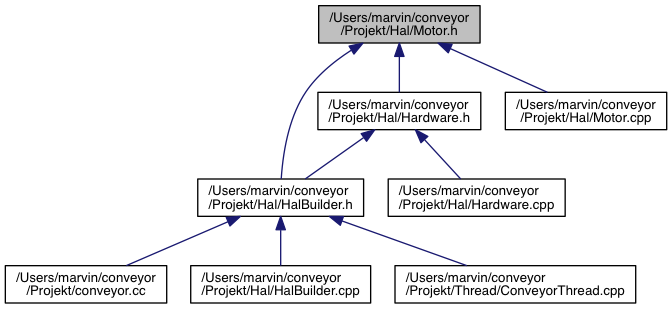 /Users/marvin/conveyor
/Projekt/Hal/Motor.h
/Users/marvin/conveyor
/Projekt/Hal/Hardware.h
/Users/marvin/conveyor
/Projekt/Hal/Motor.cpp
/Users/marvin/conveyor
/Projekt/Hal/HalBuilder.h
/Users/marvin/conveyor
/Projekt/Hal/Hardware.cpp
/Users/marvin/conveyor
/Projekt/conveyor.cc
/Users/marvin/conveyor
/Projekt/Hal/HalBuilder.cpp
/Users/marvin/conveyor
/Projekt/Thread/ConveyorThread.cpp